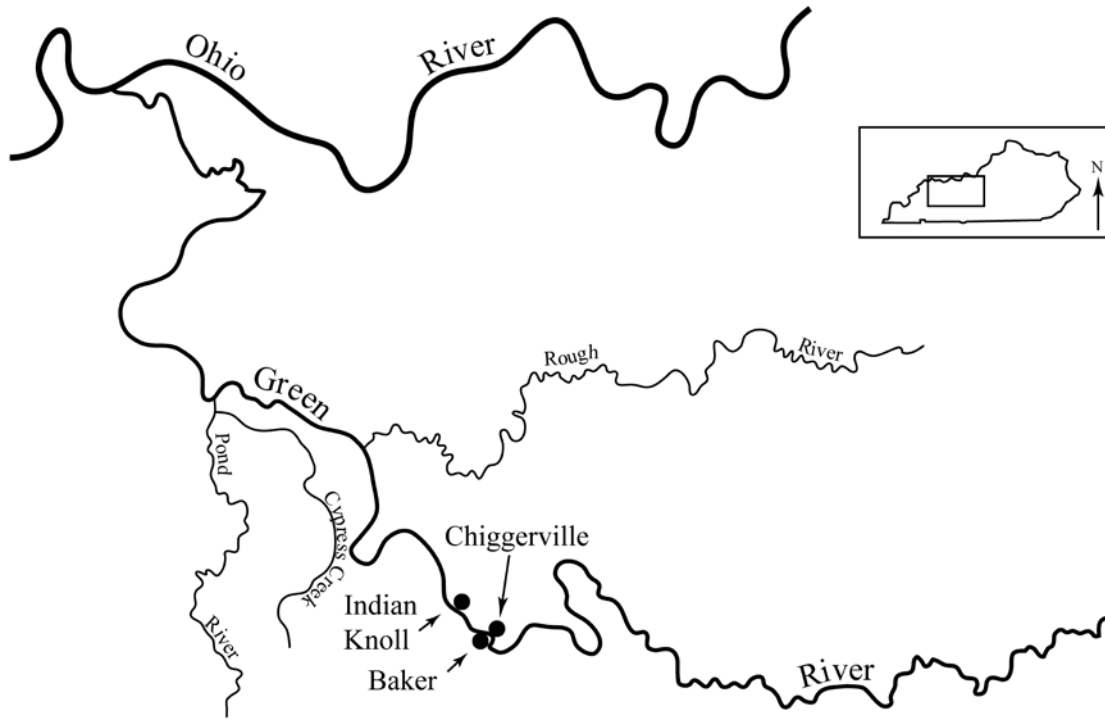 Ohio River
N
Rough River
Green River
Pond River
Cypress Creek
Chiggerville
Indian
Knoll
Baker